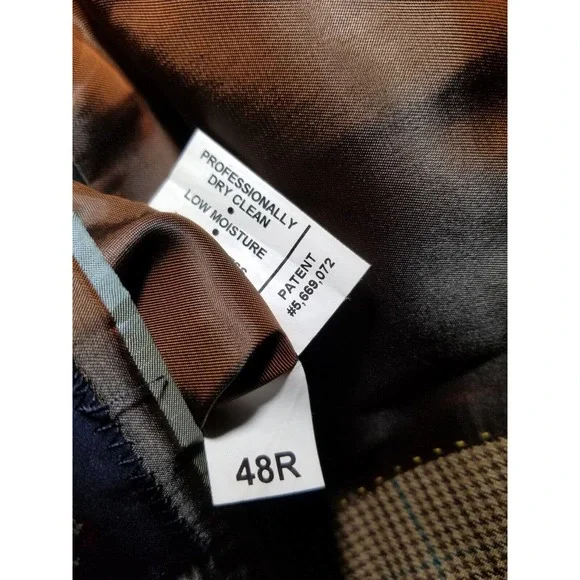 PROFESSIONALLY
DRY CLEAN
•
LOW MOISTURE
•
PATENT
#5,669,072
48R